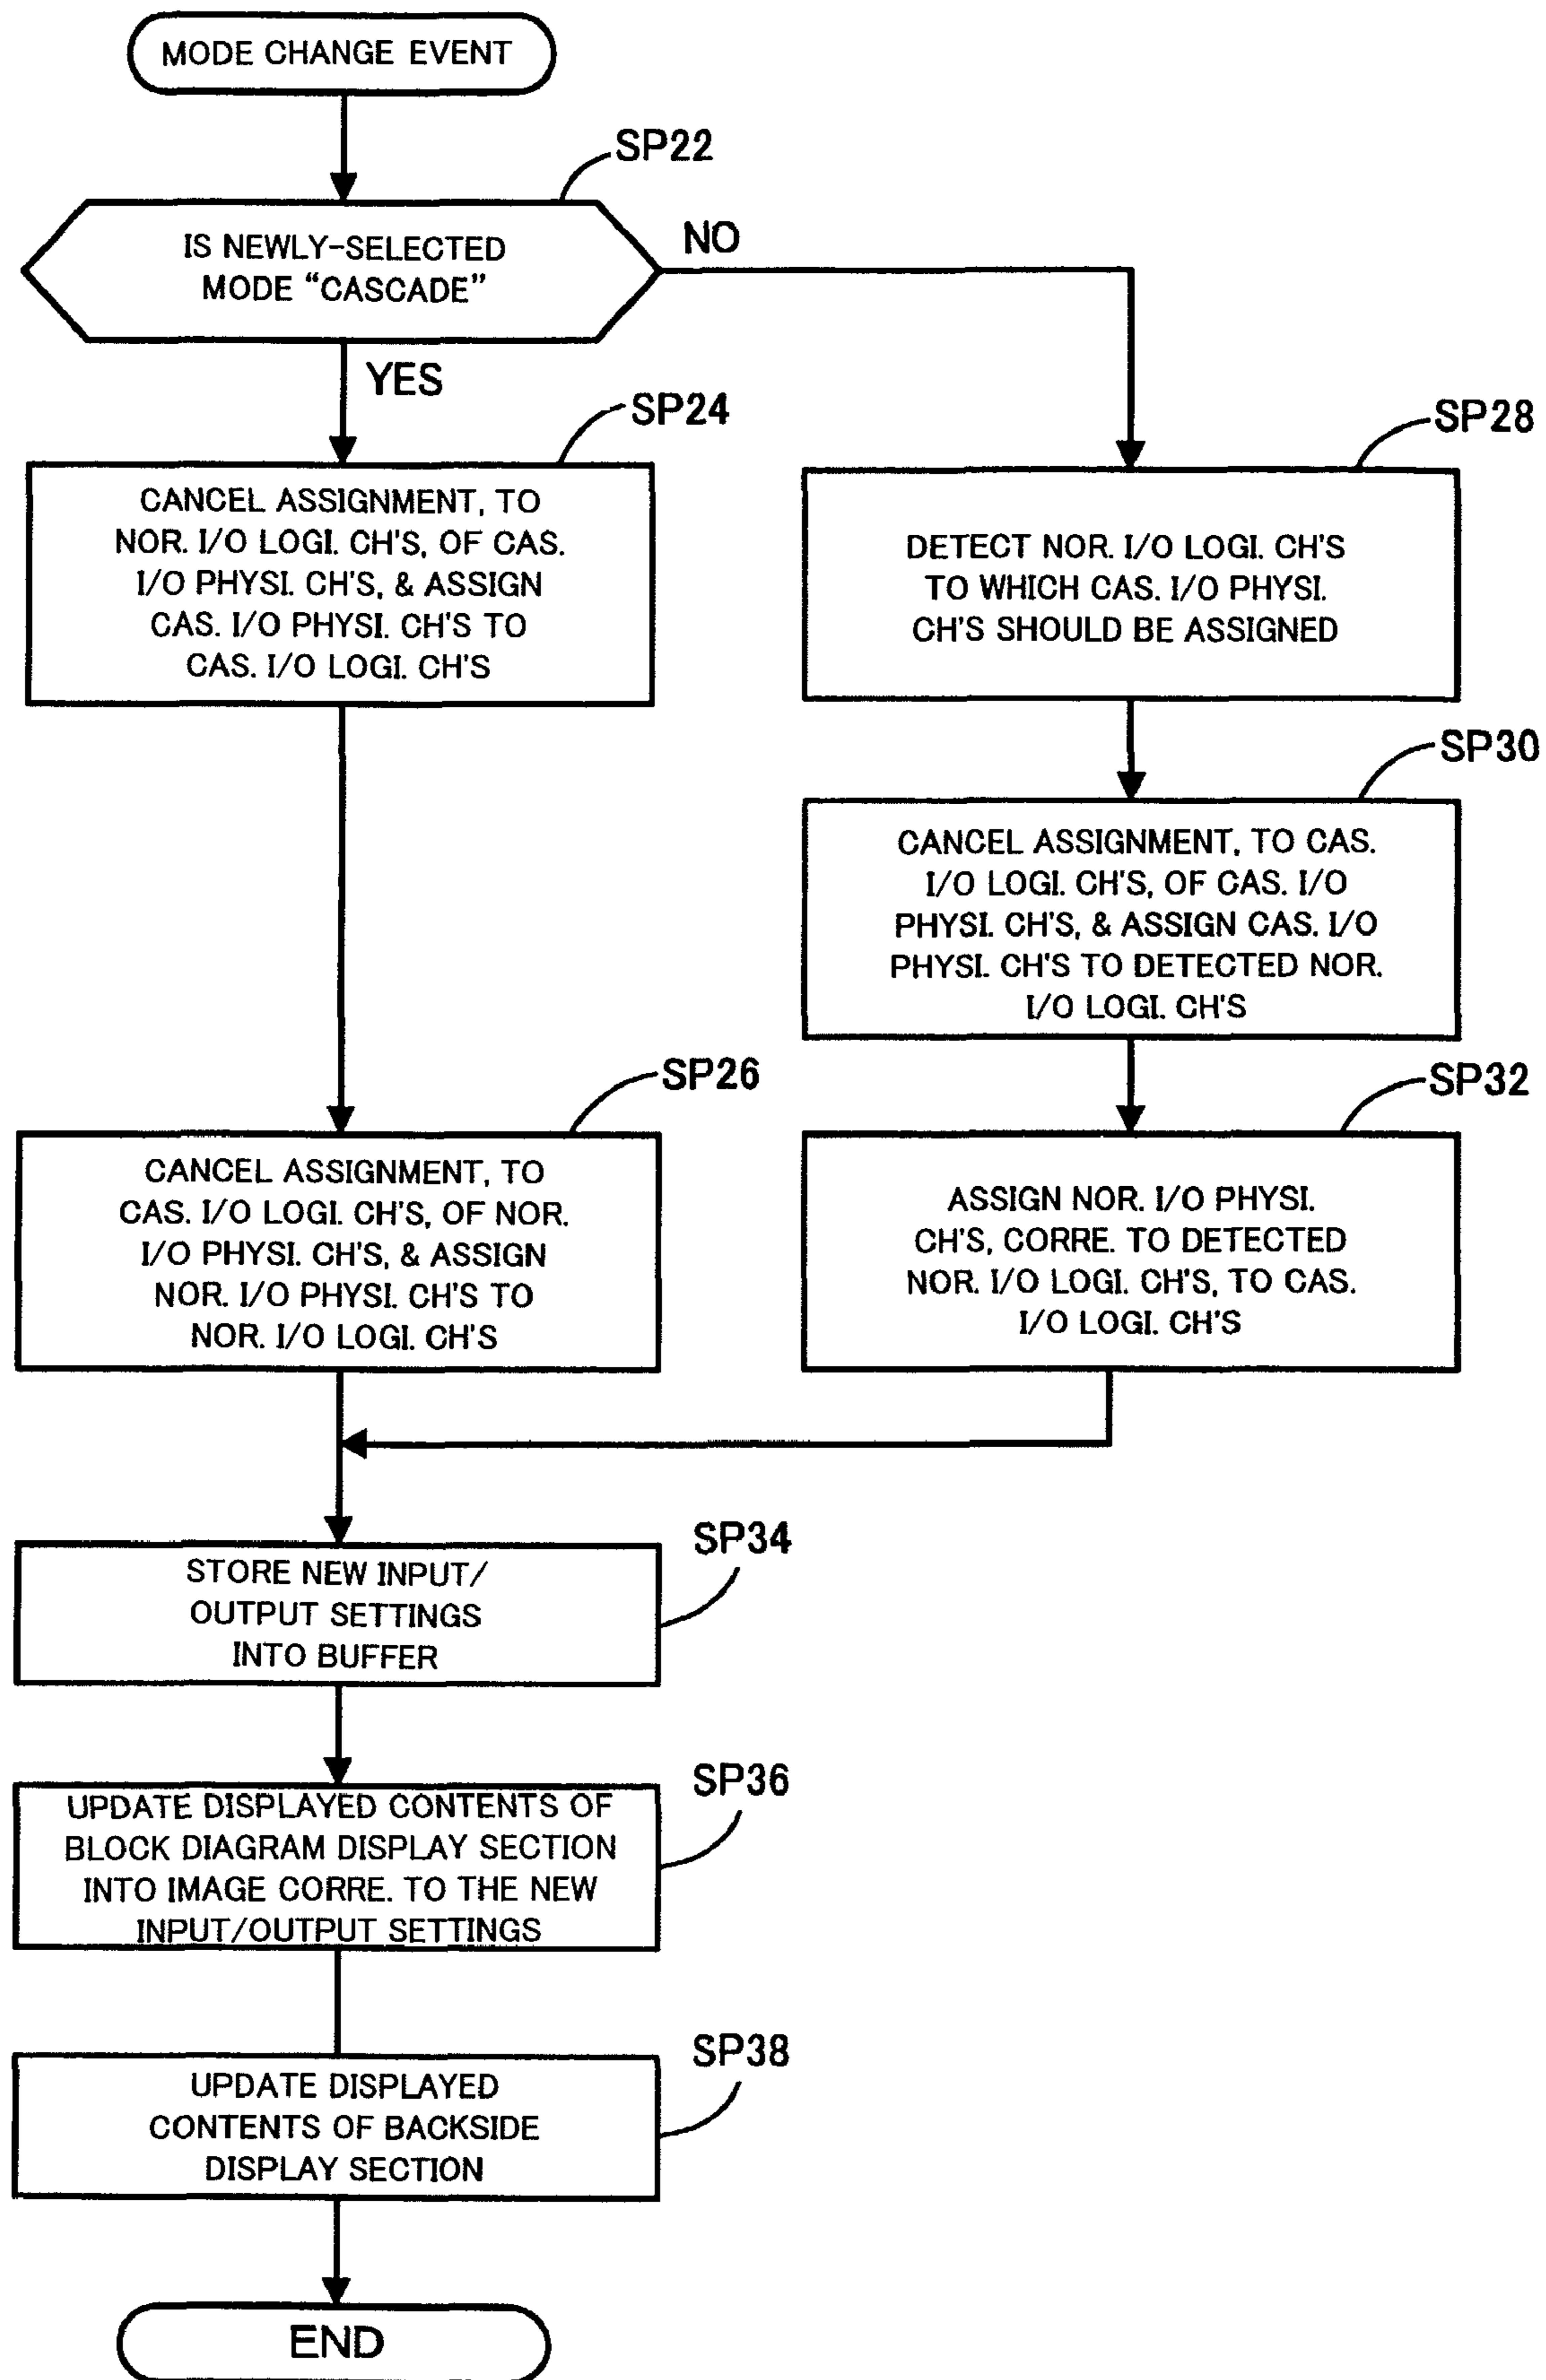 MODE CHANGE EVENT
SP22
IS NEWLY-SELECTED
MODE “CASCADE”
NO
YES
SP24
CANCEL ASSIGNMENT, TO
NOR. I/O LOGI. CH'S, OF CAS.
I/O PHYSI. CH'S, & ASSIGN
CAS. I/O PHYSI. CH'S TO
CAS. I/O LOGI. CH'S
SP28
DETECT NOR. I/O LOGI. CH'S
TO WHICH CAS. I/O PHYSI.
CH'S SHOULD BE ASSIGNED
SP30
CANCEL ASSIGNMENT, TO CAS.
I/O LOGI. CH'S, OF CAS. I/O
PHYSI. CH'S, & ASSIGN CAS. I/O
PHYSI. CH'S TO DETECTED NOR.
I/O LOGI. CH'S
SP26
CANCEL ASSIGNMENT, TO
CAS. I/O LOGI. CH'S, OF NOR.
I/O PHYSI. CH'S, & ASSIGN
NOR. I/O PHYSI. CH'S TO
NOR. I/O LOGI. CH'S
SP32
ASSIGN NOR. I/O PHYSI.
CH'S, CORRE. TO DETECTED
NOR. I/O LOGI. CH'S, TO CAS.
I/O LOGI. CH'S
SP34
STORE NEW INPUT/
OUTPUT SETTINGS
INTO BUFFER
SP36
UPDATE DISPLAYED CONTENTS OF
BLOCK DIAGRAM DISPLAY SECTION
INTO IMAGE CORRE. TO THE NEW
INPUT/OUTPUT SETTINGS
SP38
UPDATE DISPLAYED
CONTENTS OF BACKSIDE
DISPLAY SECTION
END